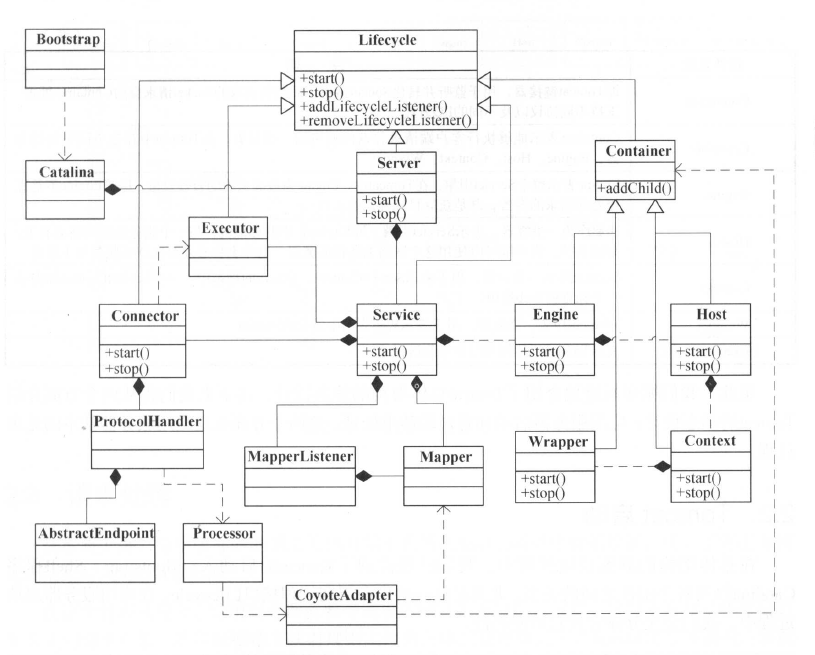 Bootstrap
Lifecycle
+start()
+stop()
+addLifecycleListener()
+removeLifecycleListener()
Container
+addChild()
Catalina
Server
+start()
+stop()
Executor
Connector
+start()
+stop()
Service
+start()
+stop()
Engine
+start()
+stop()
Host
+start()
+stop()
ProtocolHandler
MapperListener
Mapper
Wrapper
+start()
+stop()
Context
+start()
+stop()
AbstractEndpoint
Processor
CoyoteAdapter